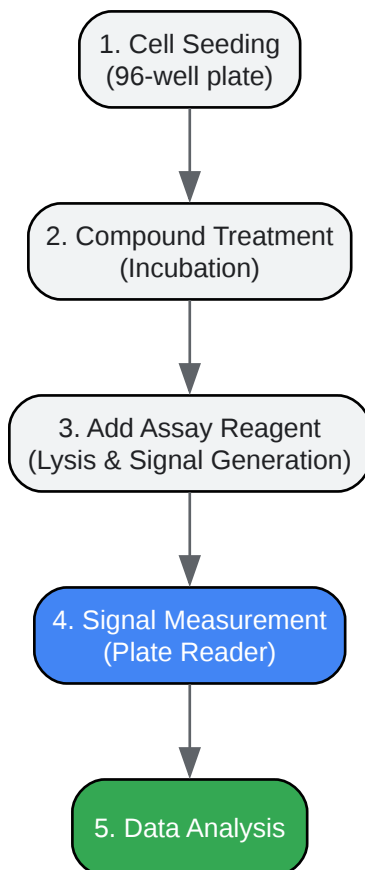 1. Cell Seeding
(96-well plate)
2. Compound Treatment
(Incubation)
3. Add Assay Reagent
(Lysis & Signal Generation)
4. Signal Measurement
(Plate Reader)
5. Data Analysis